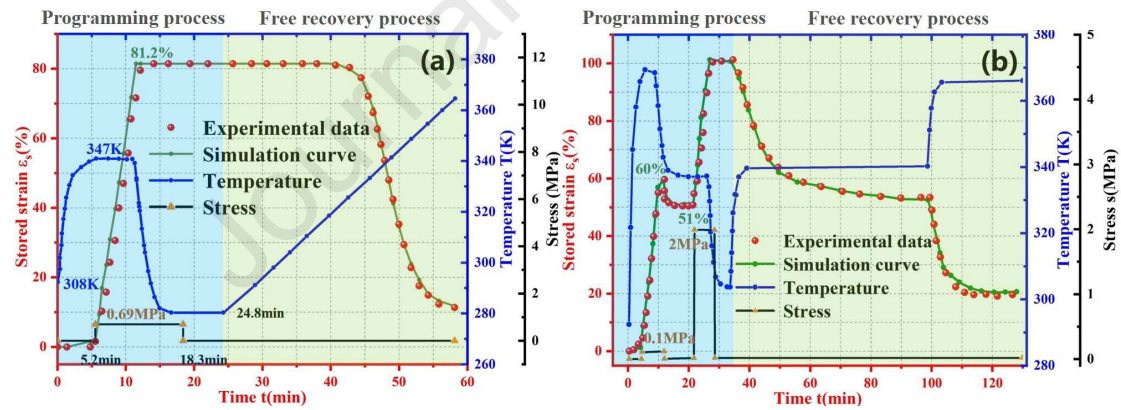 Programming process
Free recovery process
(a)
81.2%
347K
308K
0.69MPa
5.2min
18.3min
24.8min
Experimental data
Simulation curve
Temperature
Stress
Stored strain εs(%)
0
20
40
60
80
Time t(min)
0 10 20 30 40 50 60
Temperature T(K)
260
280
300
320
340
360
380
Stress (MPa)
0
2
4
6
8
10
12
Journal
Programming process
Free recovery process
(b)
60%
51%
2MPa
0.1MPa
Experimental data
Simulation curve
Temperature
Stress
Stored strain εs(%)
0
20
40
60
80
100
Time t(min)
0 20 40 60 80 100 120
Temperature T(K)
280
300
320
340
360
380
Stress s(MPa)
0
1
2
3
4
5